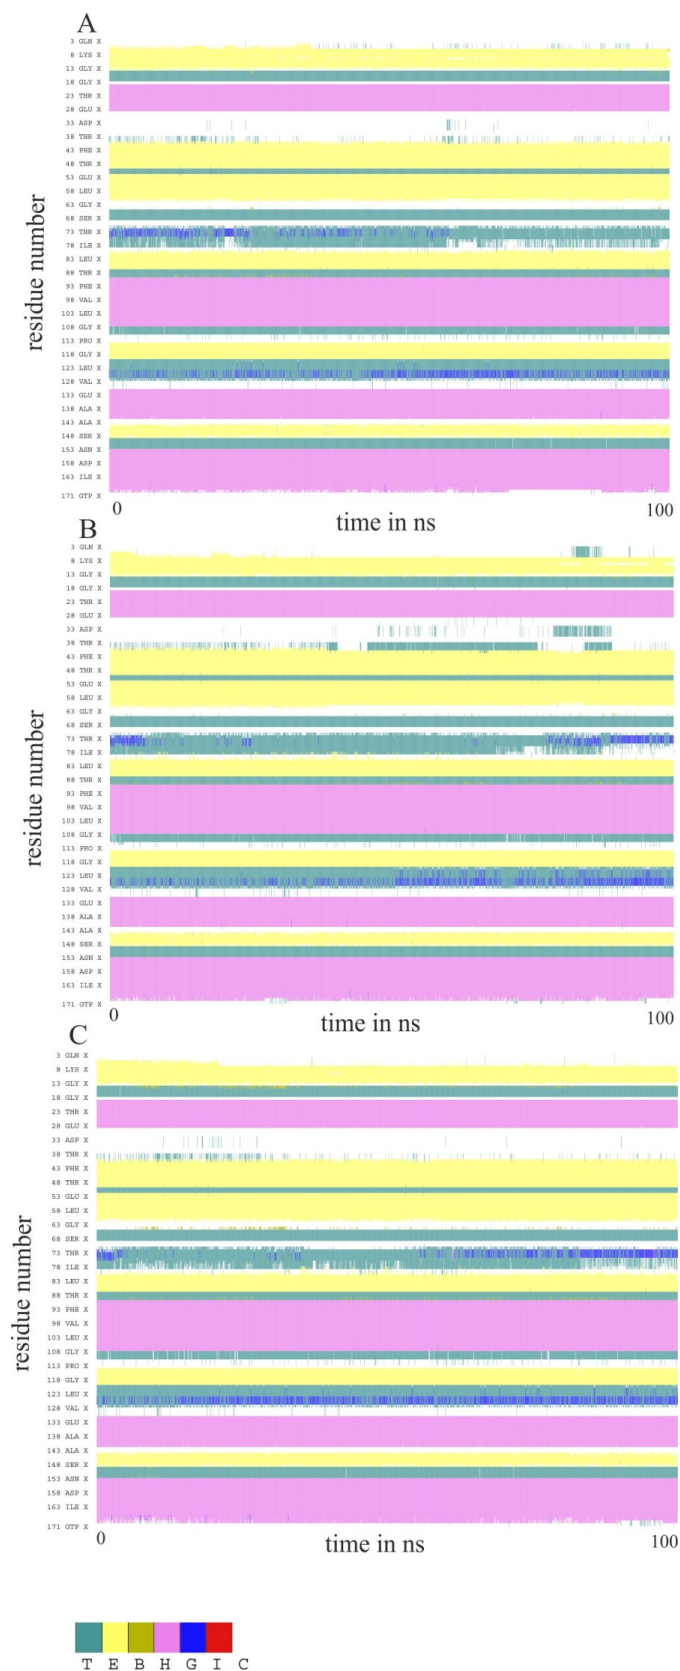 A
3 GLN X
8 LYS X
13 GLY X
18 GLY X
23 THR X
28 GLU X
33 ASP X
38 THR X
43 PHE X
48 THR X
53 GLU X
58 LEU X
63 GLY X
68 SER X
73 THR X
78 ILE X
83 LEU X
88 THR X
93 PHE X
98 VAL X
103 LEU X
108 GLY X
113 PRO X
118 GLY X
123 LEU X
128 VAL X
133 GLU X
138 ALA X
143 ALA X
148 SER X
153 ASN X
158 ASP X
163 ILE X
171 GTP X
residue number
0 100
time in ns
B
3 GLN X
8 LYS X
13 GLY X
18 GLY X
23 THR X
28 GLU X
33 ASP X
38 THR X
43 PHE X
48 THR X
53 GLU X
58 LEU X
63 GLY X
68 SER X
73 THR X
78 ILE X
83 LEU X
88 THR X
93 PHE X
98 VAL X
103 LEU X
108 GLY X
113 PRO X
118 GLY X
123 LEU X
128 VAL X
133 GLU X
138 ALA X
143 ALA X
148 SER X
153 ASN X
158 ASP X
163 ILE X
171 GTP X
residue number
0 100
time in ns
C
3 GLN X
8 LYS X
13 GLY X
18 GLY X
23 THR X
28 GLU X
33 ASP X
38 THR X
43 PHE X
48 THR X
53 GLU X
58 LEU X
63 GLY X
68 SER X
73 THR X
78 ILE X
83 LEU X
88 THR X
93 PHE X
98 VAL X
103 LEU X
108 GLY X
113 PRO X
118 GLY X
123 LEU X
128 VAL X
133 GLU X
138 ALA X
143 ALA X
148 SER X
153 ASN X
158 ASP X
163 ILE X
171 GTP X
residue number
0 100
time in ns
T E B H G I C